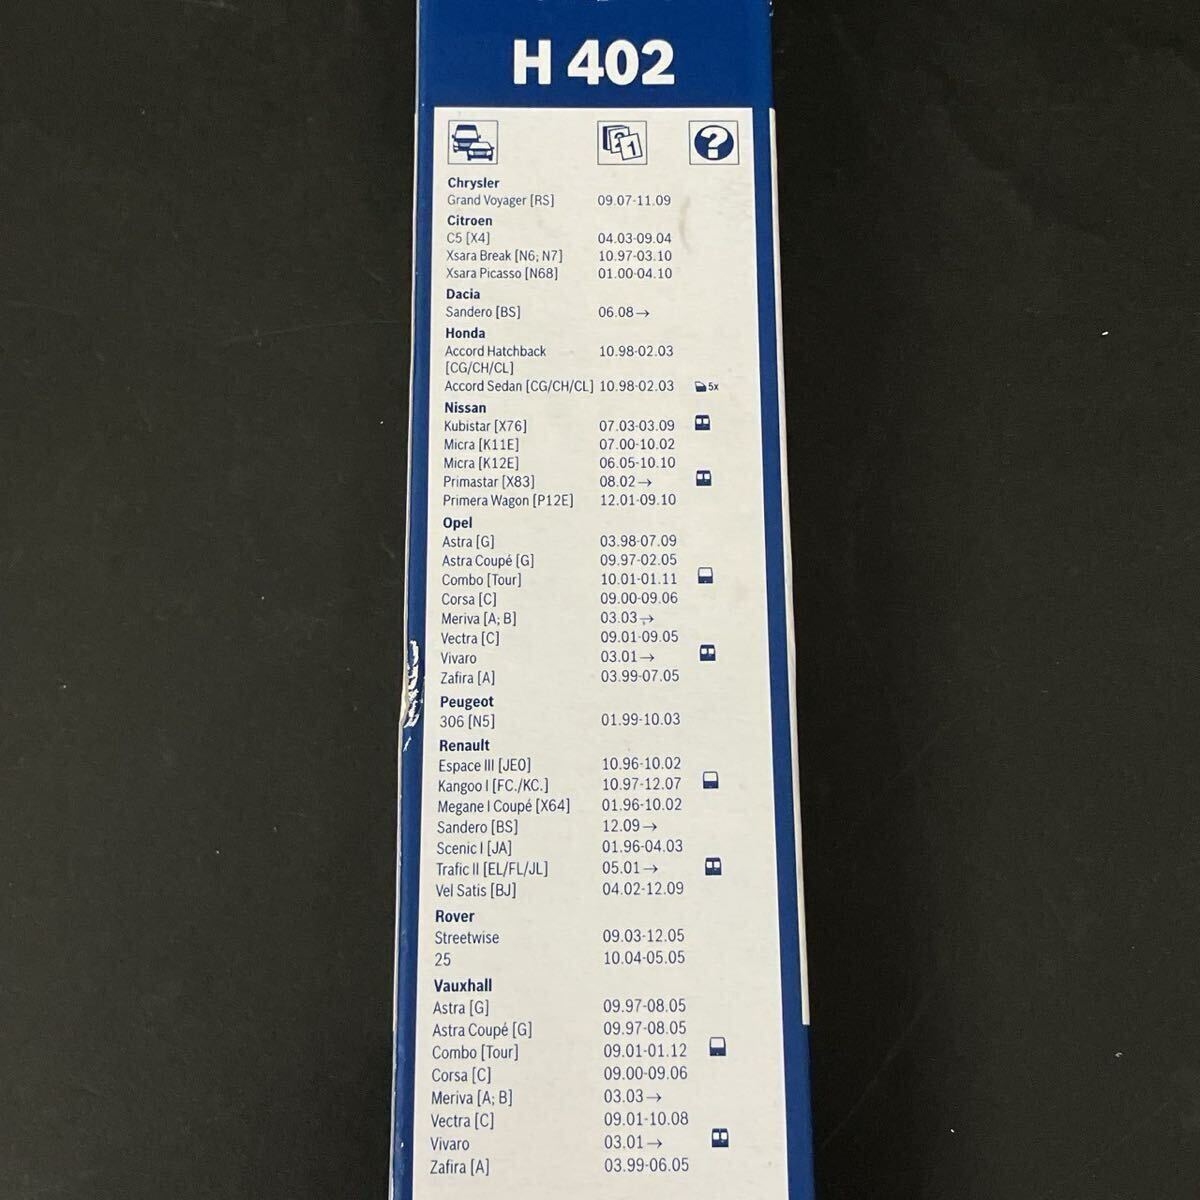 H 402
Chrysler
Grand Voyager [RS] 09.07-11.09
Citroen
C5 [X4] 04.03-09.04
Xsara Break [N6; N7] 10.97-03.10
Xsara Picasso [N68] 01.00-04.10
Dacia
Sandero [BS] 06.08→
Honda
Accord Hatchback 10.98-02.03
[CG/CH/CL]
Accord Sedan [CG/CH/CL] 10.98-02.03 5x
Nissan
Kubistar [X76] 07.03-03.09
Micra [K11E] 07.00-10.02
Micra [K12E] 06.05-10.10
Primastar [X83] 08.02→
Primera Wagon [P12E] 12.01-09.10
Opel
Astra [G] 03.98-07.09
Astra Coupé [G] 09.97-02.05
Combo [Tour] 10.01-01.11
Corsa [C] 09.00-09.06
Meriva [A; B] 03.03→
Vectra [C] 09.01-09.05
Vivaro 03.01→
Zafira [A] 03.99-07.05
Peugeot
306 [N5] 01.99-10.03
Renault
Espace III [JE0] 10.96-10.02
Kangoo I [FC./KC.] 10.97-12.07
Megane I Coupé [X64] 01.96-10.02
Sandero [BS] 12.09→
Scenic I [JA] 01.96-04.03
Trafic II [EL/FL/JL] 05.01→
Vel Satis [BJ] 04.02-12.09
Rover
Streetwise 09.03-12.05
25 10.04-05.05
Vauxhall
Astra [G] 09.97-08.05
Astra Coupé [G] 09.97-08.05
Combo [Tour] 09.01-01.12
Corsa [C] 09.00-09.06
Meriva [A; B] 03.03→
Vectra [C] 09.01-10.08
Vivaro 03.01→
Zafira [A] 03.99-06.05